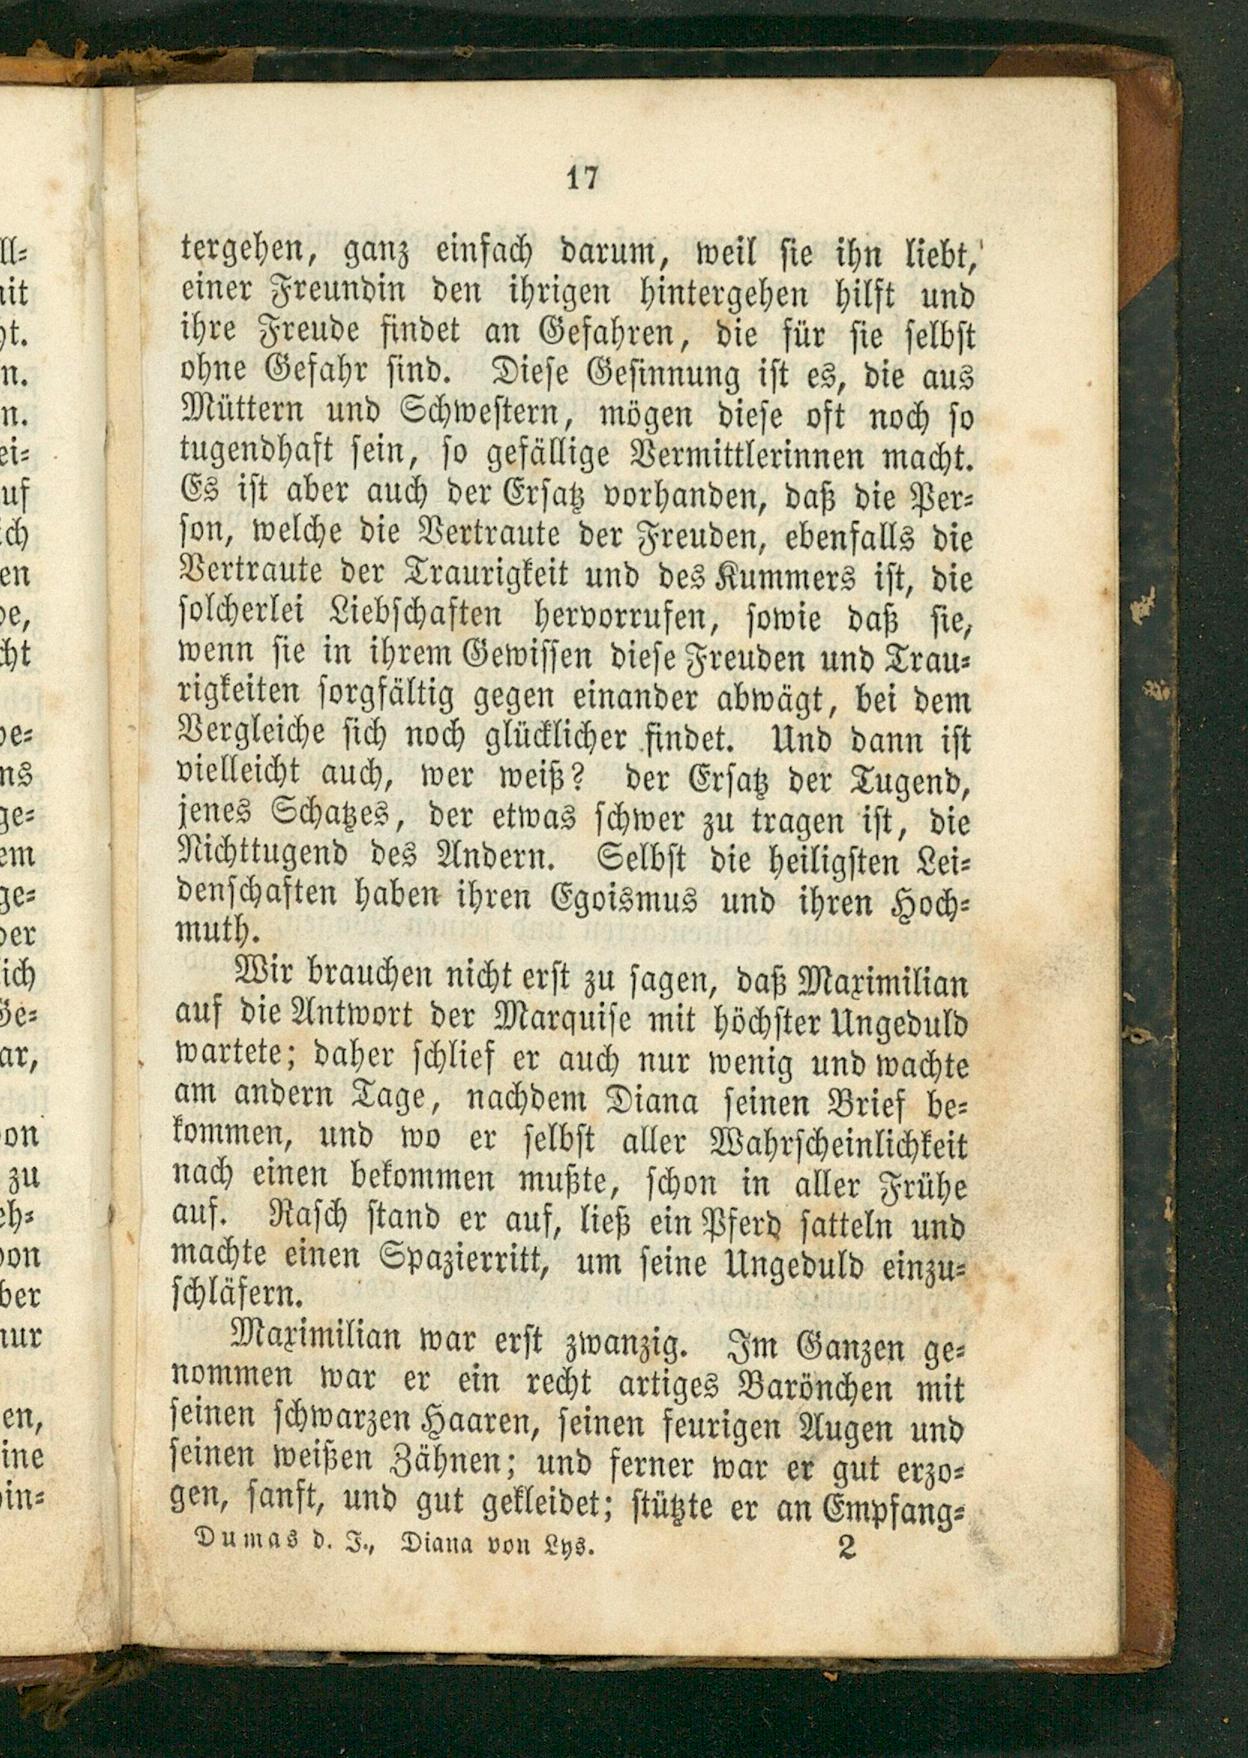 17
tergehen, ganz einfach darum, weil sie ihn liebt,
einer Freundin den ihrigen hintergehen hilft und
ihre Freude findet an Gefahren, die für sie selbst
ohne Gefahr sind. Diese Gesinnung ist es, die aus
Müttern und Schwestern, mögen diese oft noch so
tugendhaft sein, so gefällige Vermittlerinnen macht.
Es ist aber auch der Ersatz vorhanden, daß die Per-
son, welche die Vertraute der Freuden, ebenfalls die
Vertraute der Traurigkeit und des Kummers ist, die
solcherlei Liebschaften hervorrufen, sowie daß sie,
wenn sie in ihrem Gewissen diese Freuden und Trau-
rigkeiten sorgfältig gegen einander abwägt, bei dem
Vergleiche sich noch glücklicher findet. Und dann ist
vielleicht auch, wer weiß? der Ersatz der Tugend,
jenes Schatzes, der etwas schwer zu tragen ist, die
Nichttugend des Andern. Selbst die heiligsten Lei-
denschaften haben ihren Egoismus und ihren Hoch-
muth.
Wir brauchen nicht erst zu sagen, daß Maximilian
auf die Antwort der Marquise mit höchster Ungeduld
wartete; daher schlief er auch nur wenig und wachte
am andern Tage, nachdem Diana seinen Brief be-
kommen, und wo er selbst aller Wahrscheinlichkeit
nach einen bekommen mußte, schon in aller Frühe
auf. Rasch stand er auf, ließ ein Pferd satteln und
machte einen Spazierritt, um seine Ungeduld einzu-
schläfern.
Maximilian war erst zwanzig. Im Ganzen ge-
nommen war er ein recht artiges Barönchen mit
seinen schwarzen Haaren, seinen feurigen Augen und
seinen weißen Zähnen; und ferner war er gut erzo-
gen, sanft, und gut gekleidet; stützte er an Empfang-
Dumas d. J., Diana von Lys. 2